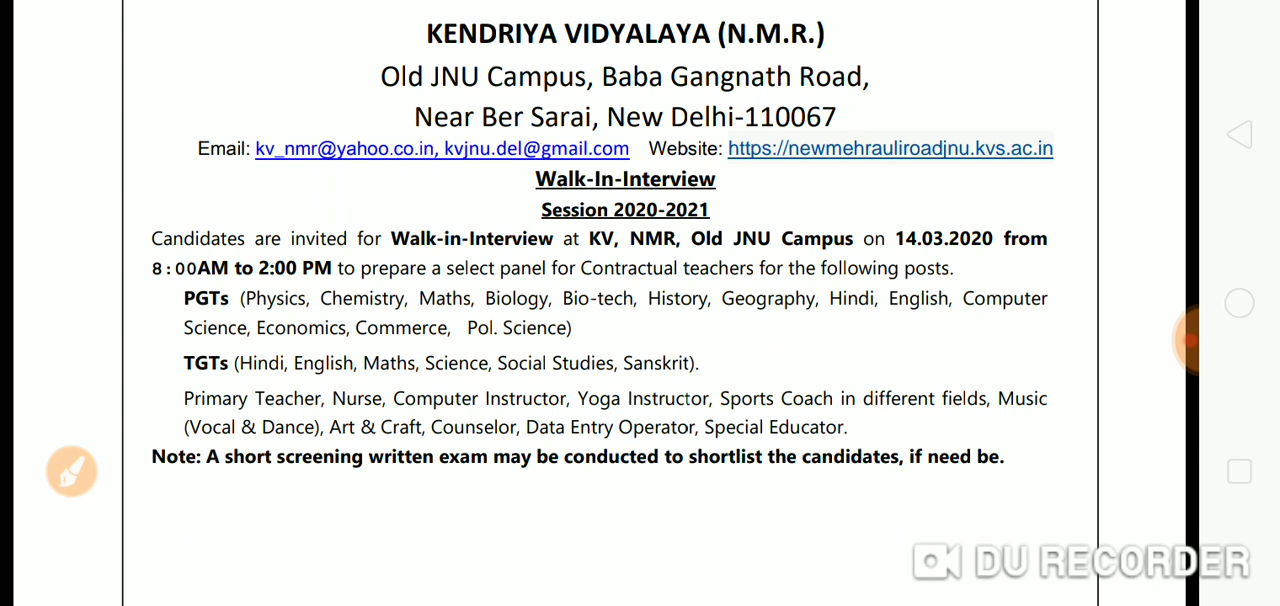 KENDRIYA VIDYALAYA (N.M.R.)
Old JNU Campus, Baba Gangnath Road,
Near Ber Sarai, New Delhi-110067
Email: kv_nmr@yahoo.co.in, kvjnu.del@gmail.com Website: https://newmehrauliroadjnu.kvs.ac.in
Walk-In-Interview
Session 2020-2021
Candidates are invited for Walk-in-Interview at KV, NMR, Old JNU Campus on 14.03.2020 from
8:00AM to 2:00 PM to prepare a select panel for Contractual teachers for the following posts.
PGTs (Physics, Chemistry, Maths, Biology, Bio-tech, History, Geography, Hindi, English, Computer
Science, Economics, Commerce, Pol. Science)
TGTs (Hindi, English, Maths, Science, Social Studies, Sanskrit).
Primary Teacher, Nurse, Computer Instructor, Yoga Instructor, Sports Coach in different fields, Music
(Vocal & Dance), Art & Craft, Counselor, Data Entry Operator, Special Educator.
Note: A short screening written exam may be conducted to shortlist the candidates, if need be.
DU RECORDER